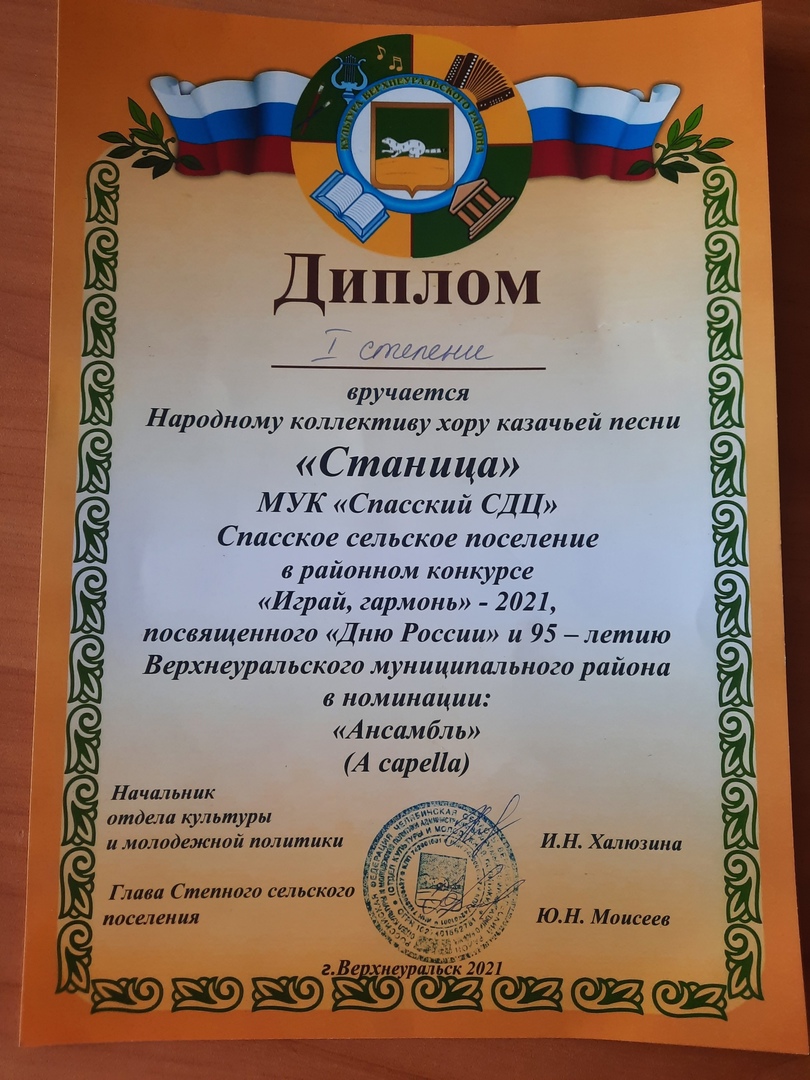 КУЛЬТУРА ВЕРХНЕУРАЛЬСКОГО РАЙОНА
Диплом
I степени
вручается
Народному коллективу хору казачьей песни
«Станица»
МУК «Спасский СДЦ»
Спасское сельское поселение
в районном конкурсе
«Играй, гармонь» - 2021,
посвященного «Дню России» и 95 – летию
Верхнеуральского муниципального района
в номинации:
«Ансамбль»
(A capella)
Начальник
отдела культуры
и молодежной политики
И.Н. Халюзина
Глава Степного сельского
поселения
Ю.Н. Моисеев
г.Верхнеуральск 2021